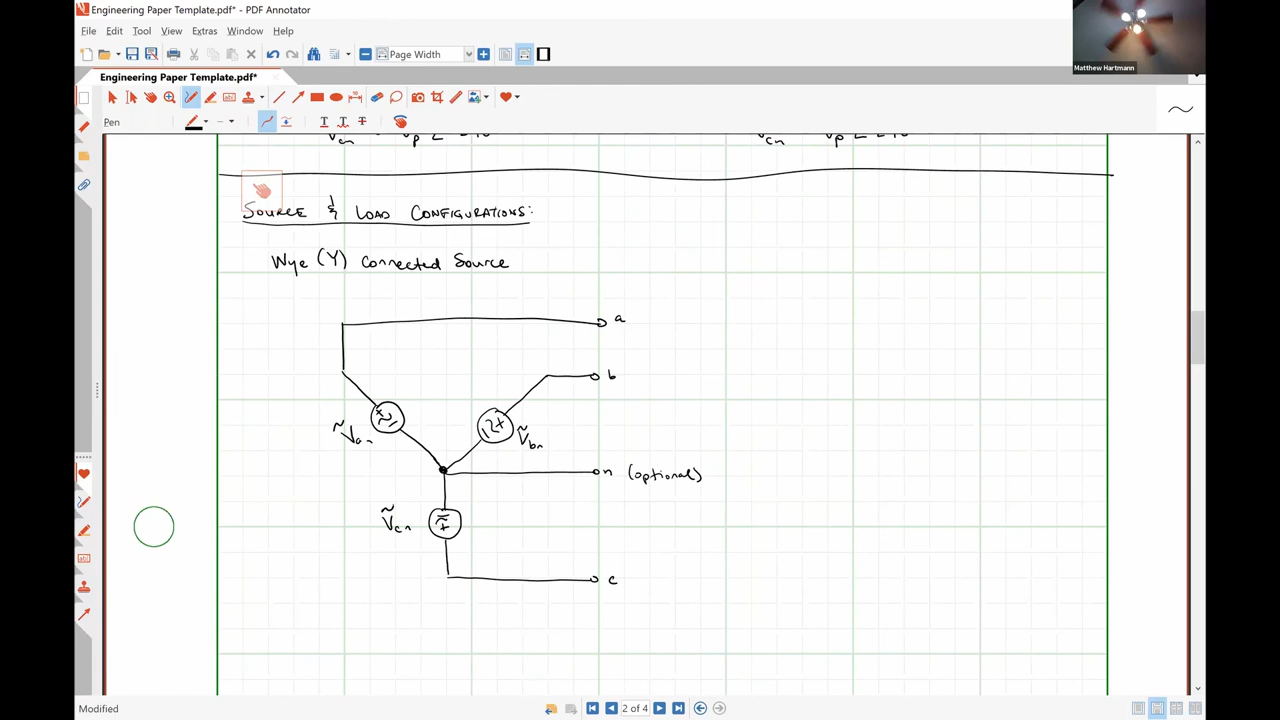 Engineering Paper Template.pdf* - PDF Annotator
File Edit Tool View Extras Window Help
Page Width
Matthew Hartmann
Engineering Paper Template.pdf*
Pen
SOURCE & LOAD CONFIGURATIONS:
Wye (Y) Connected Source
a
b
+ ~ -
- ~ +
Ṽan
Ṽbn
n (optional)
Ṽcn
- ~ +
c
Modified
2 of 4